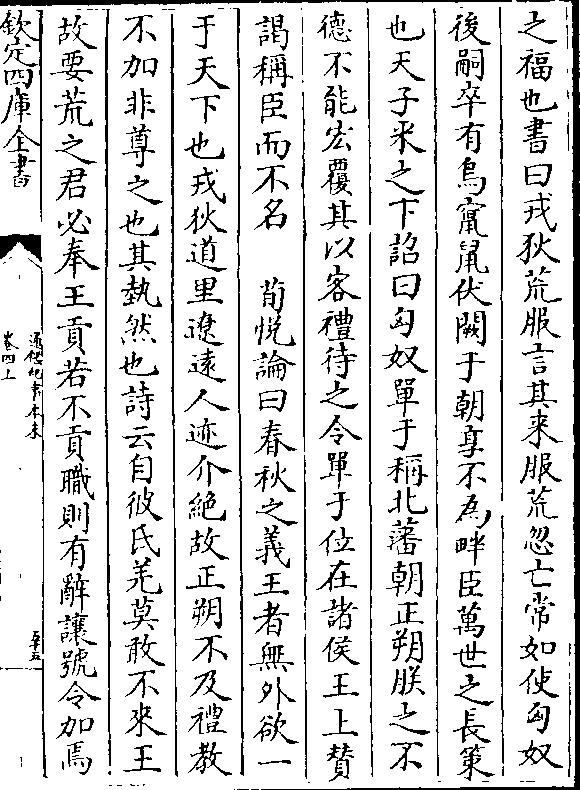 之福也書曰戎狄荒服言其来服荒忽亡常如使匈奴
後嗣卒有鳥竄鼠伏闕于朝享不為畔臣萬世之長策
也天子采之下詔曰匈奴單于稱北藩朝正朔朕之不
德不能宏覆其以客禮待之令單于位在諸侯王上贊
謁稱臣而不名　荀悅論曰春秋之義王者無外欲一
于天下也戎狄道里遼遠人迹介絶故正朔不及禮教
不加非尊之也其勢然也詩云自彼氐羌莫敢不來王
故要荒之君必奉王貢若不貢職則有辭讓號令加焉
欽定四庫全書
通鑑紀事本末
卷四上
五十五